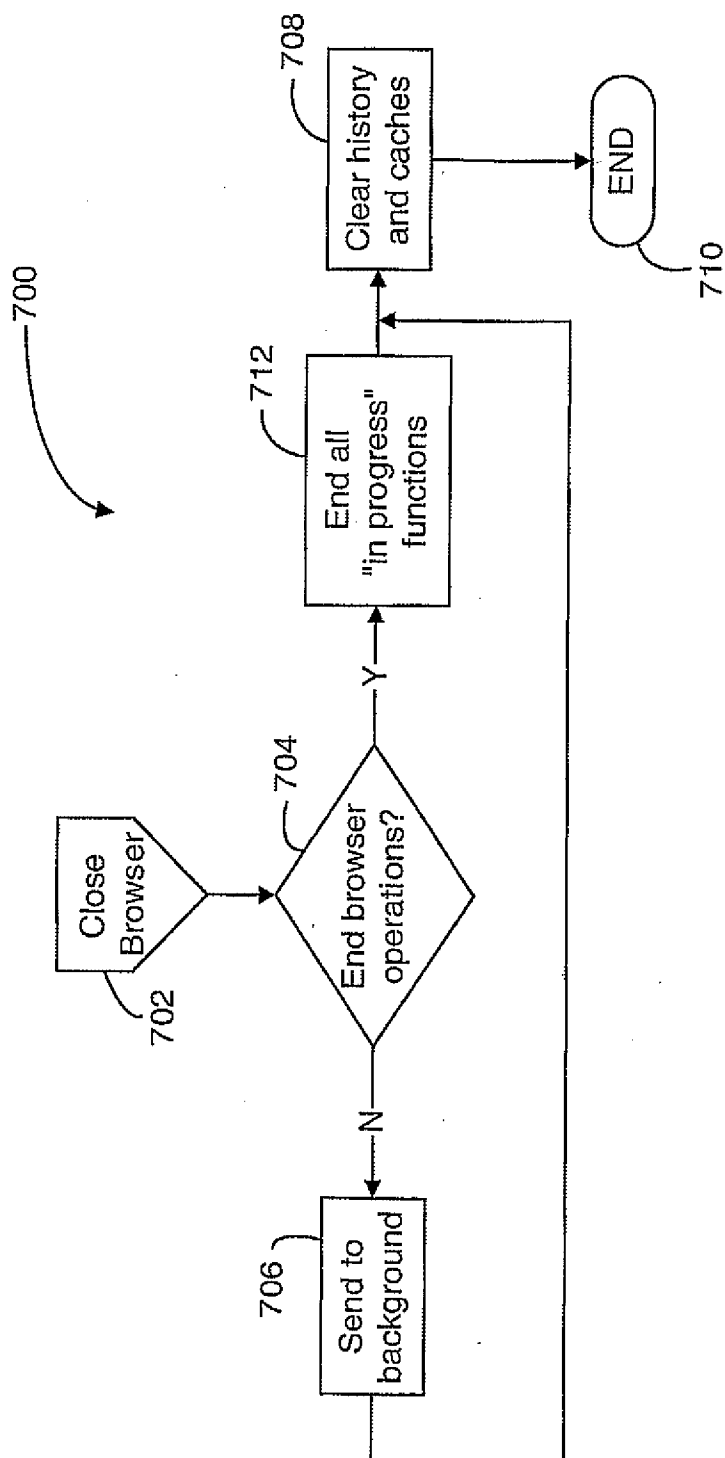 700
Close
Browser
702
End browser
operations?
704
N
Y
Send to
background
706
End all
"in progress"
functions
712
Clear history
and caches
708
END
710